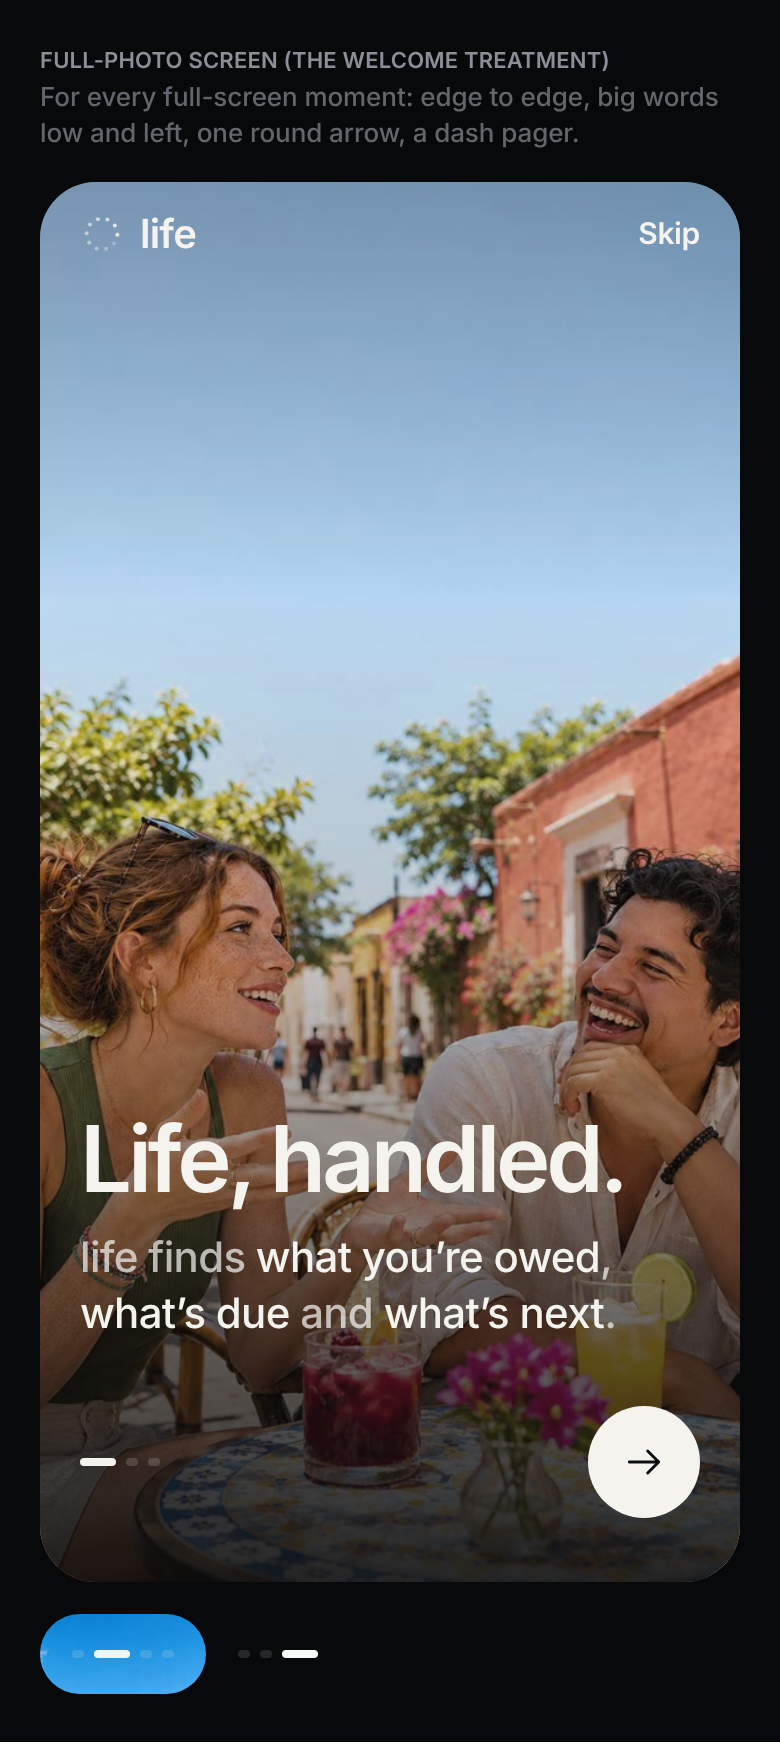 FULL-PHOTO SCREEN (THE WELCOME TREATMENT)
For every full-screen moment: edge to edge, big words
low and left, one round arrow, a dash pager.
life
Skip
Life, handled.
life finds what you’re owed,
what’s due and what’s next.